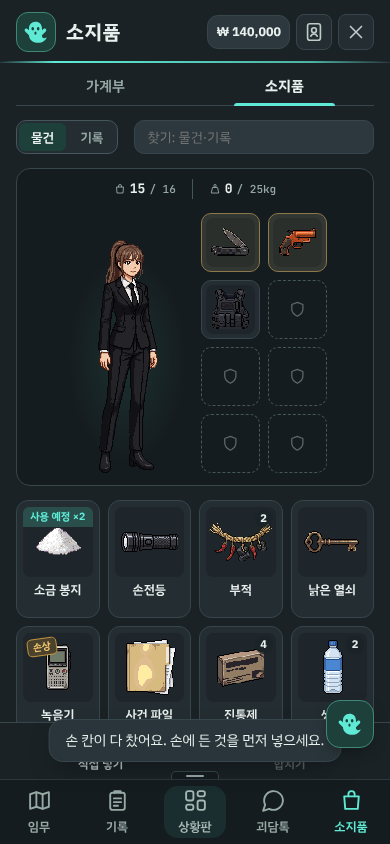 소지품
₩ 140,000
가계부
소지품
물건
기록
찾기: 물건·기록
15 / 16
0 / 25kg
사용 예정 ×2
소금 봉지
손전등
2
부적
낡은 열쇠
손상
녹음기
사건 파일
4
진통제
2
손 칸이 다 찼어요. 손에 든 것을 먼저 넣으세요.
임무
기록
상황판
괴담톡
소지품